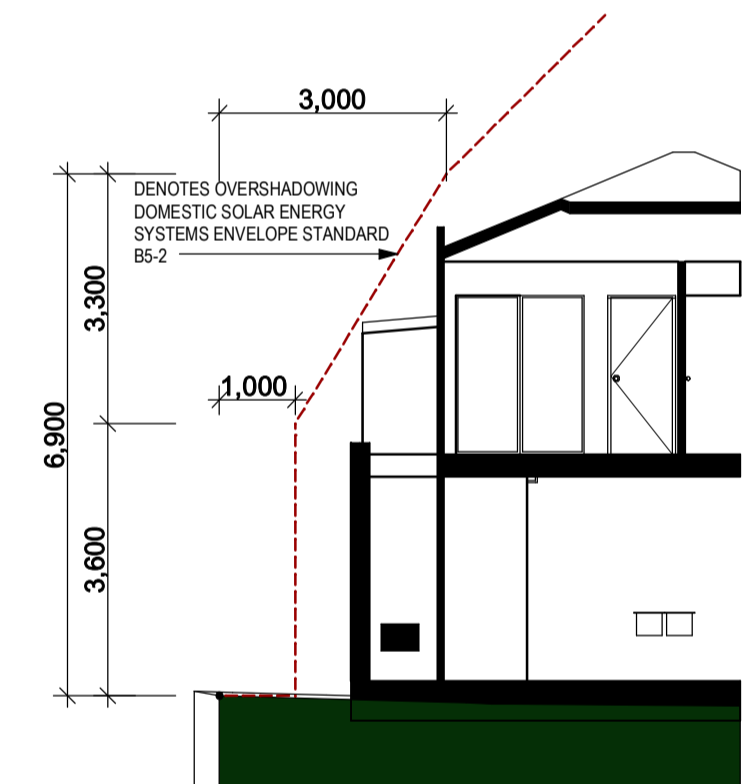 3,000
DENOTES OVERSHADOWING
DOMESTIC SOLAR ENERGY
SYSTEMS ENVELOPE STANDARD
B5-2
3,300
1,000
6,900
3,600